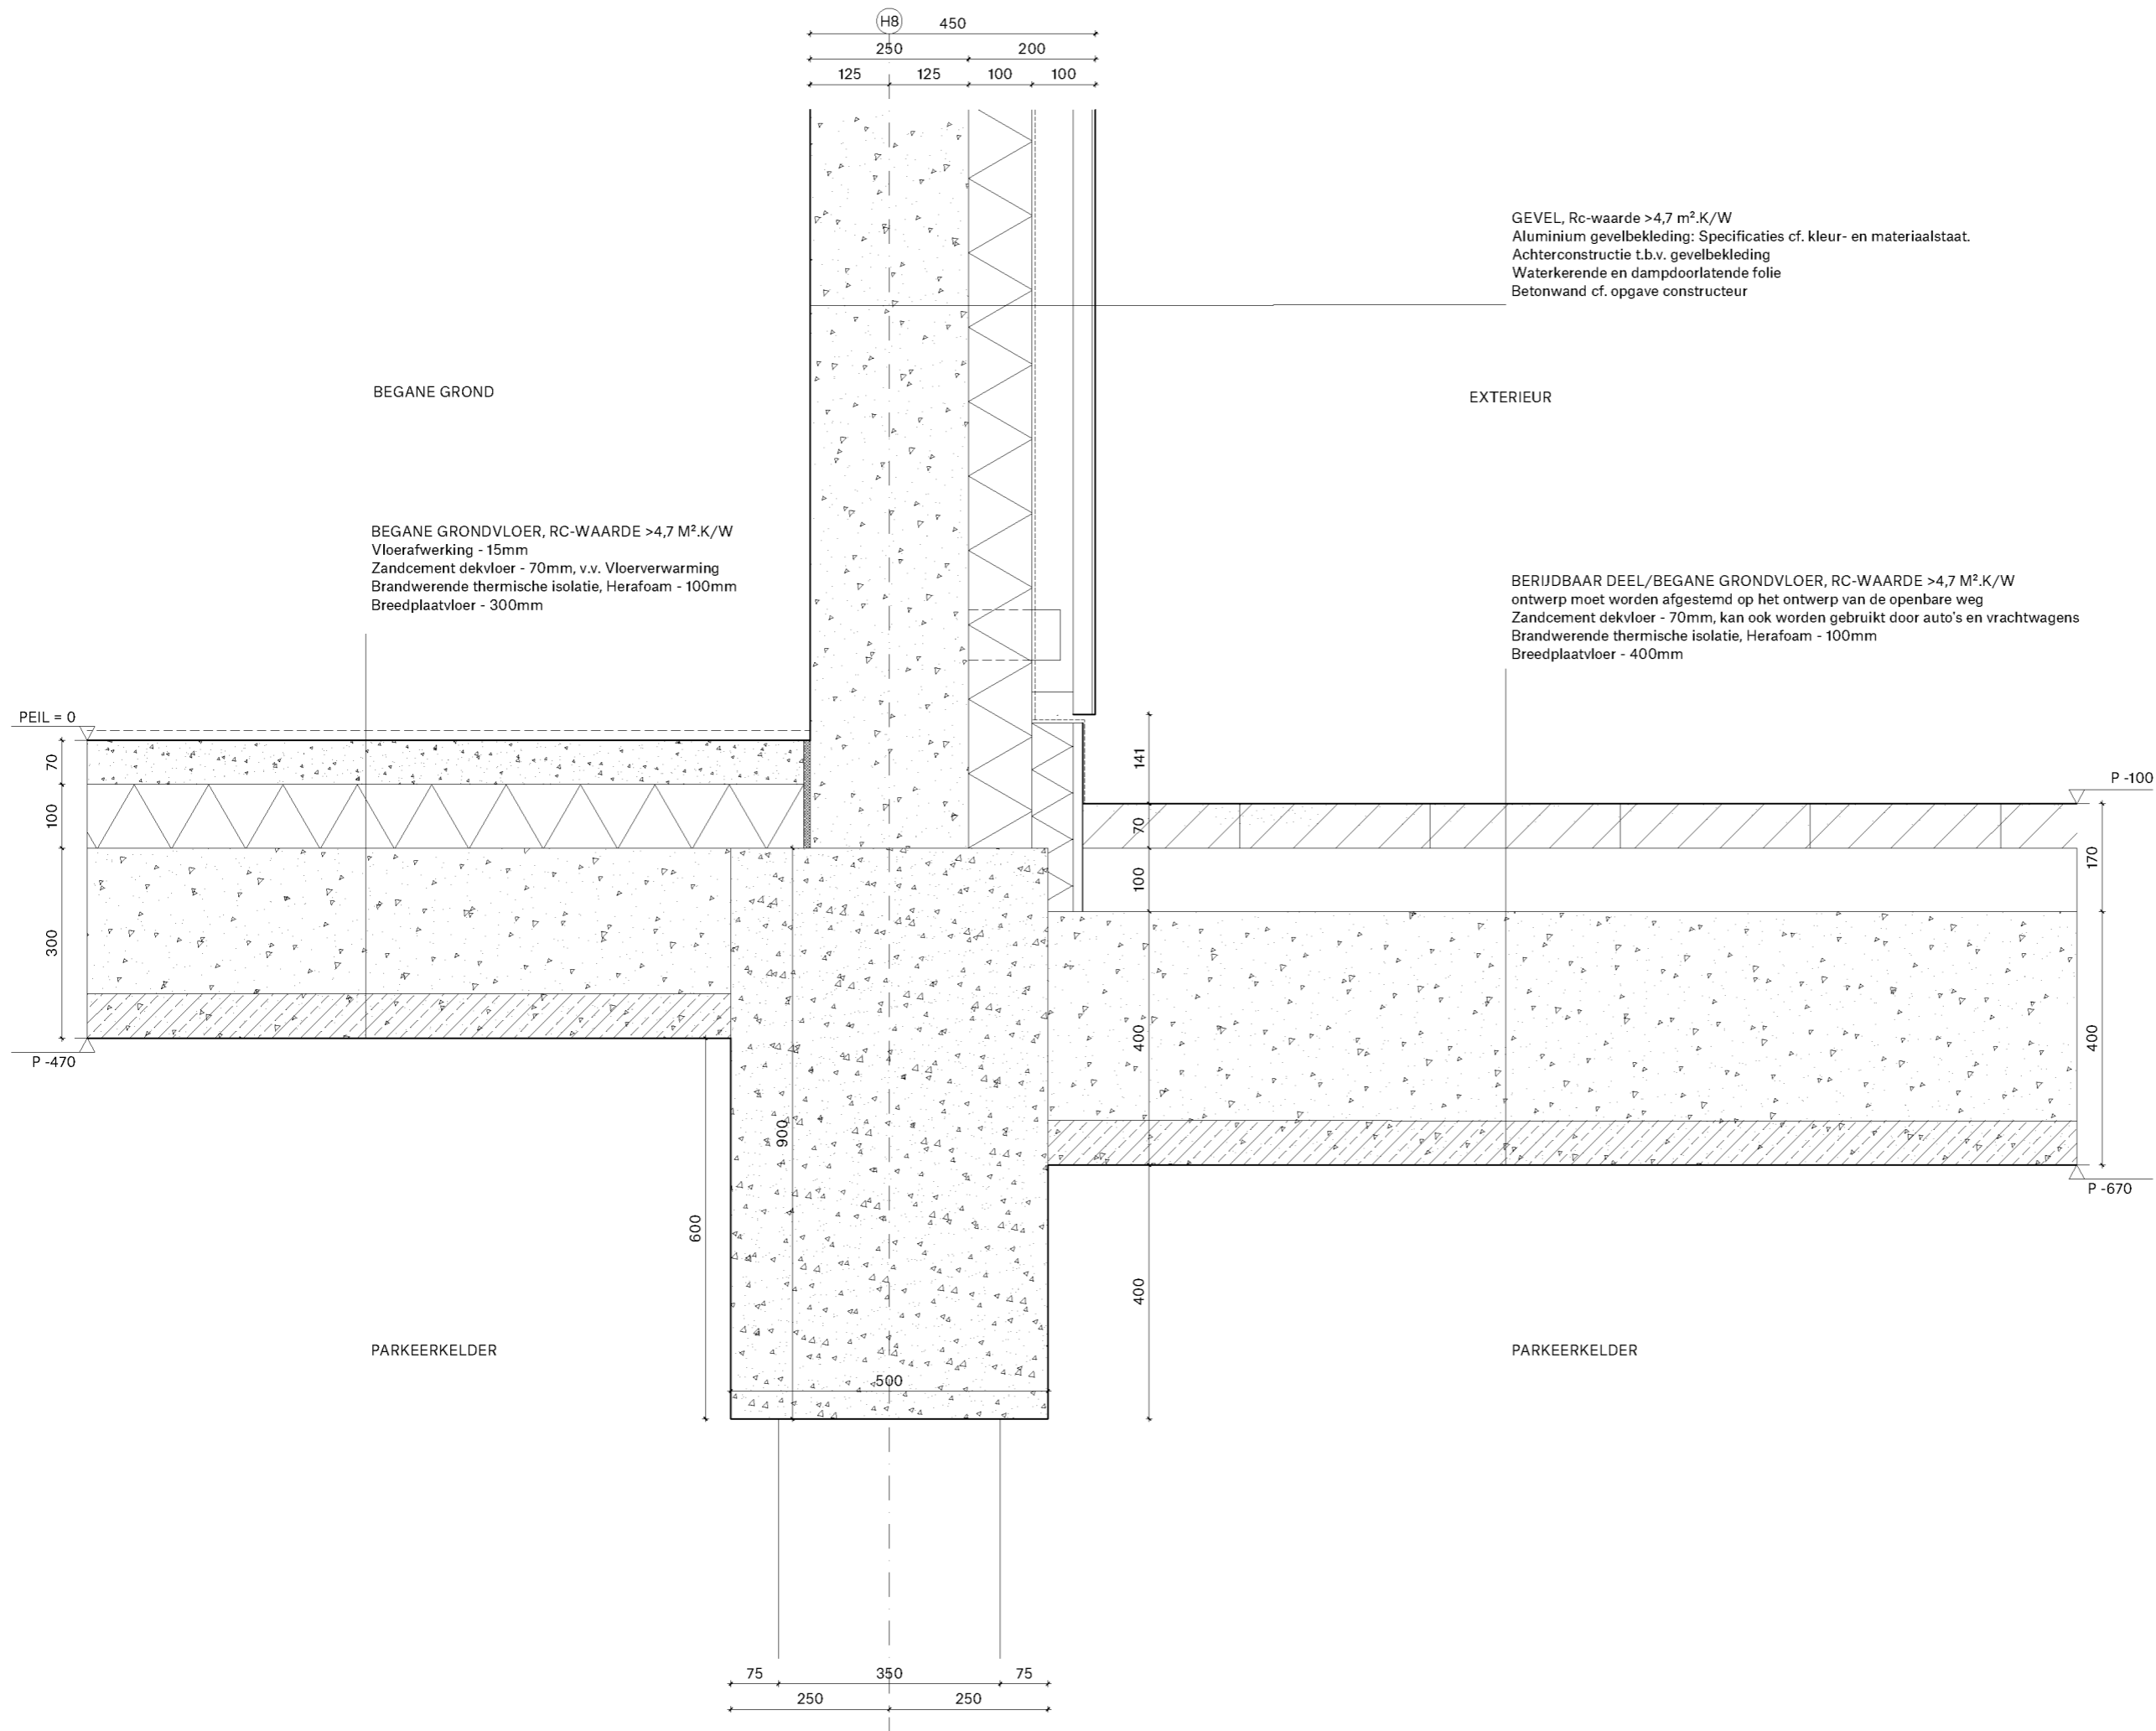 H8
450
250
200
125
125
100
100
GEVEL, Rc-waarde >4,7 m².K/W
Aluminium gevelbekleding: Specificaties cf. kleur- en materiaalstaat.
Achterconstructie t.b.v. gevelbekleding
Waterkerende en dampdoorlatende folie
Betonwand cf. opgave constructeur
BEGANE GROND
EXTERIEUR
BEGANE GRONDVLOER, RC-WAARDE >4,7 M².K/W
Vloerafwerking - 15mm
Zandcement dekvloer - 70mm, v.v. Vloerverwarming
Brandwerende thermische isolatie, Herafoam - 100mm
Breedplaatvloer - 300mm
BERIJDBAAR DEEL/BEGANE GRONDVLOER, RC-WAARDE >4,7 M².K/W
ontwerp moet worden afgestemd op het ontwerp van de openbare weg
Zandcement dekvloer - 70mm, kan ook worden gebruikt door auto's en vrachtwagens
Brandwerende thermische isolatie, Herafoam - 100mm
Breedplaatvloer - 400mm
PEIL = 0
70
100
300
P -470
141
70
100
400
400
P -100
170
400
P -670
900
600
500
PARKEERKELDER
PARKEERKELDER
75
350
75
250
250